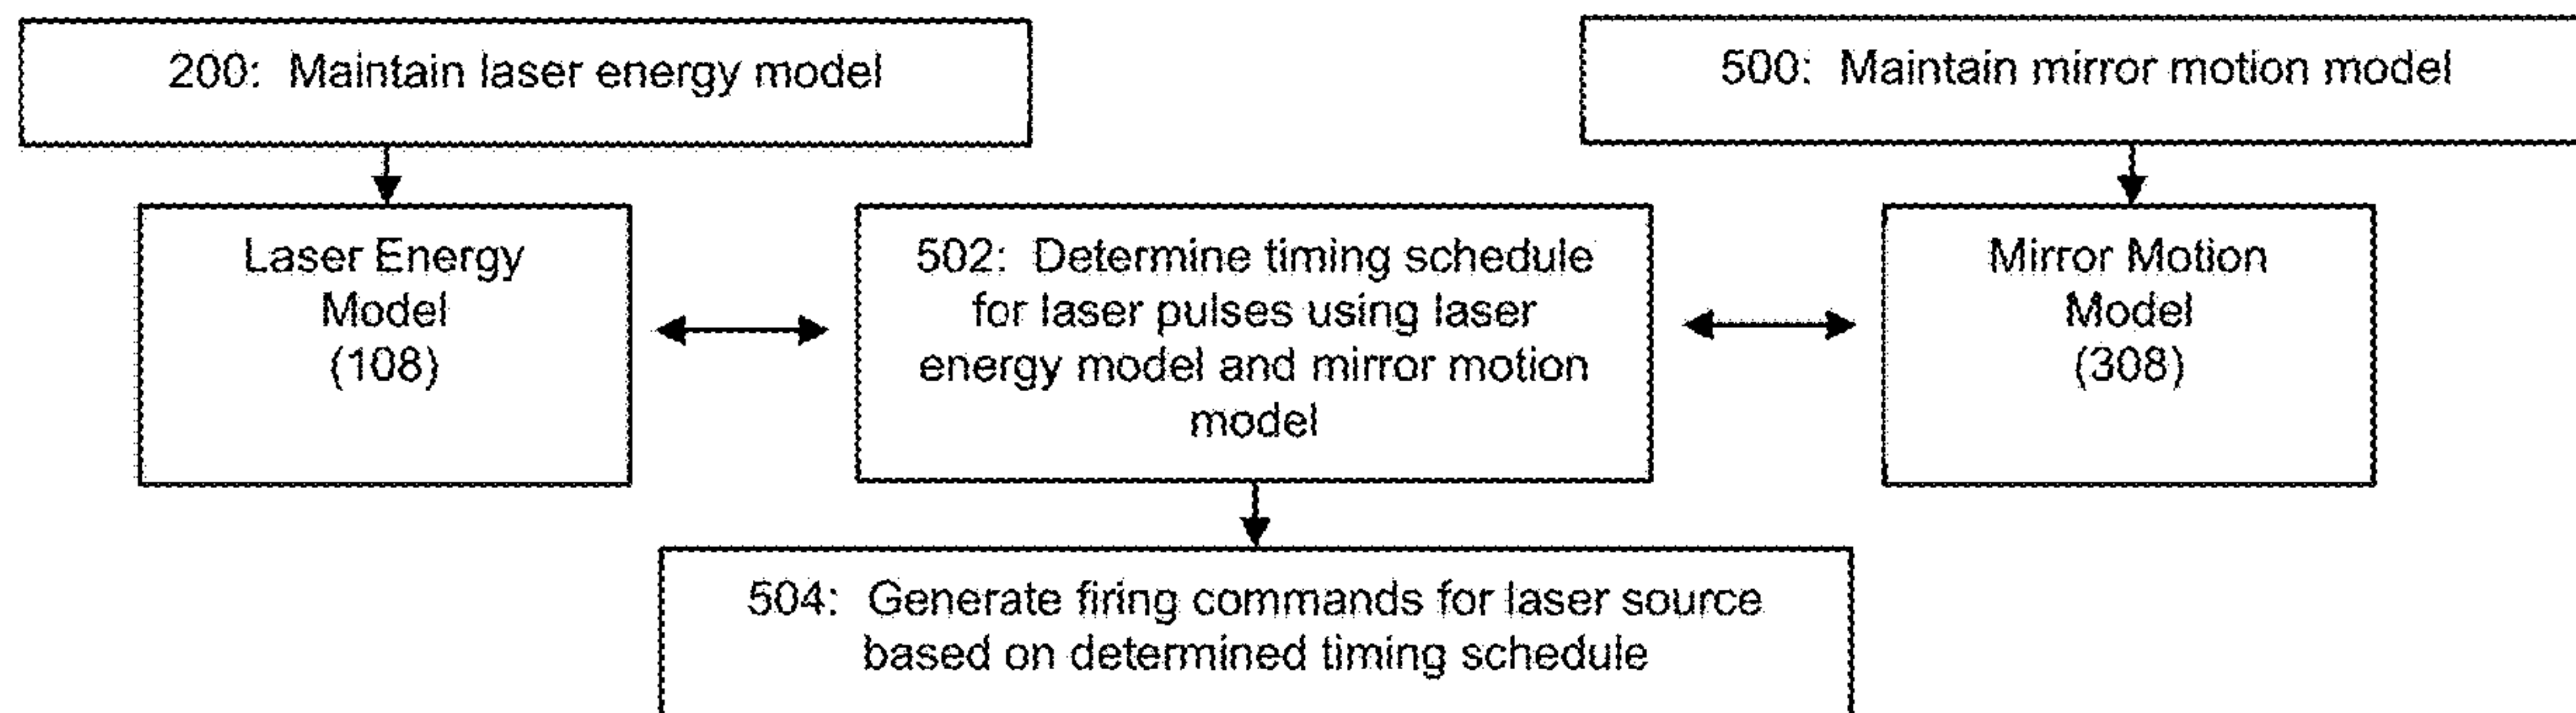 200: Maintain laser energy model
500: Maintain mirror motion model
Laser Energy
Model
(108)
502: Determine timing schedule
for laser pulses using laser
energy model and mirror motion
model
Mirror Motion
Model
(308)
504: Generate firing commands for laser source
based on determined timing schedule